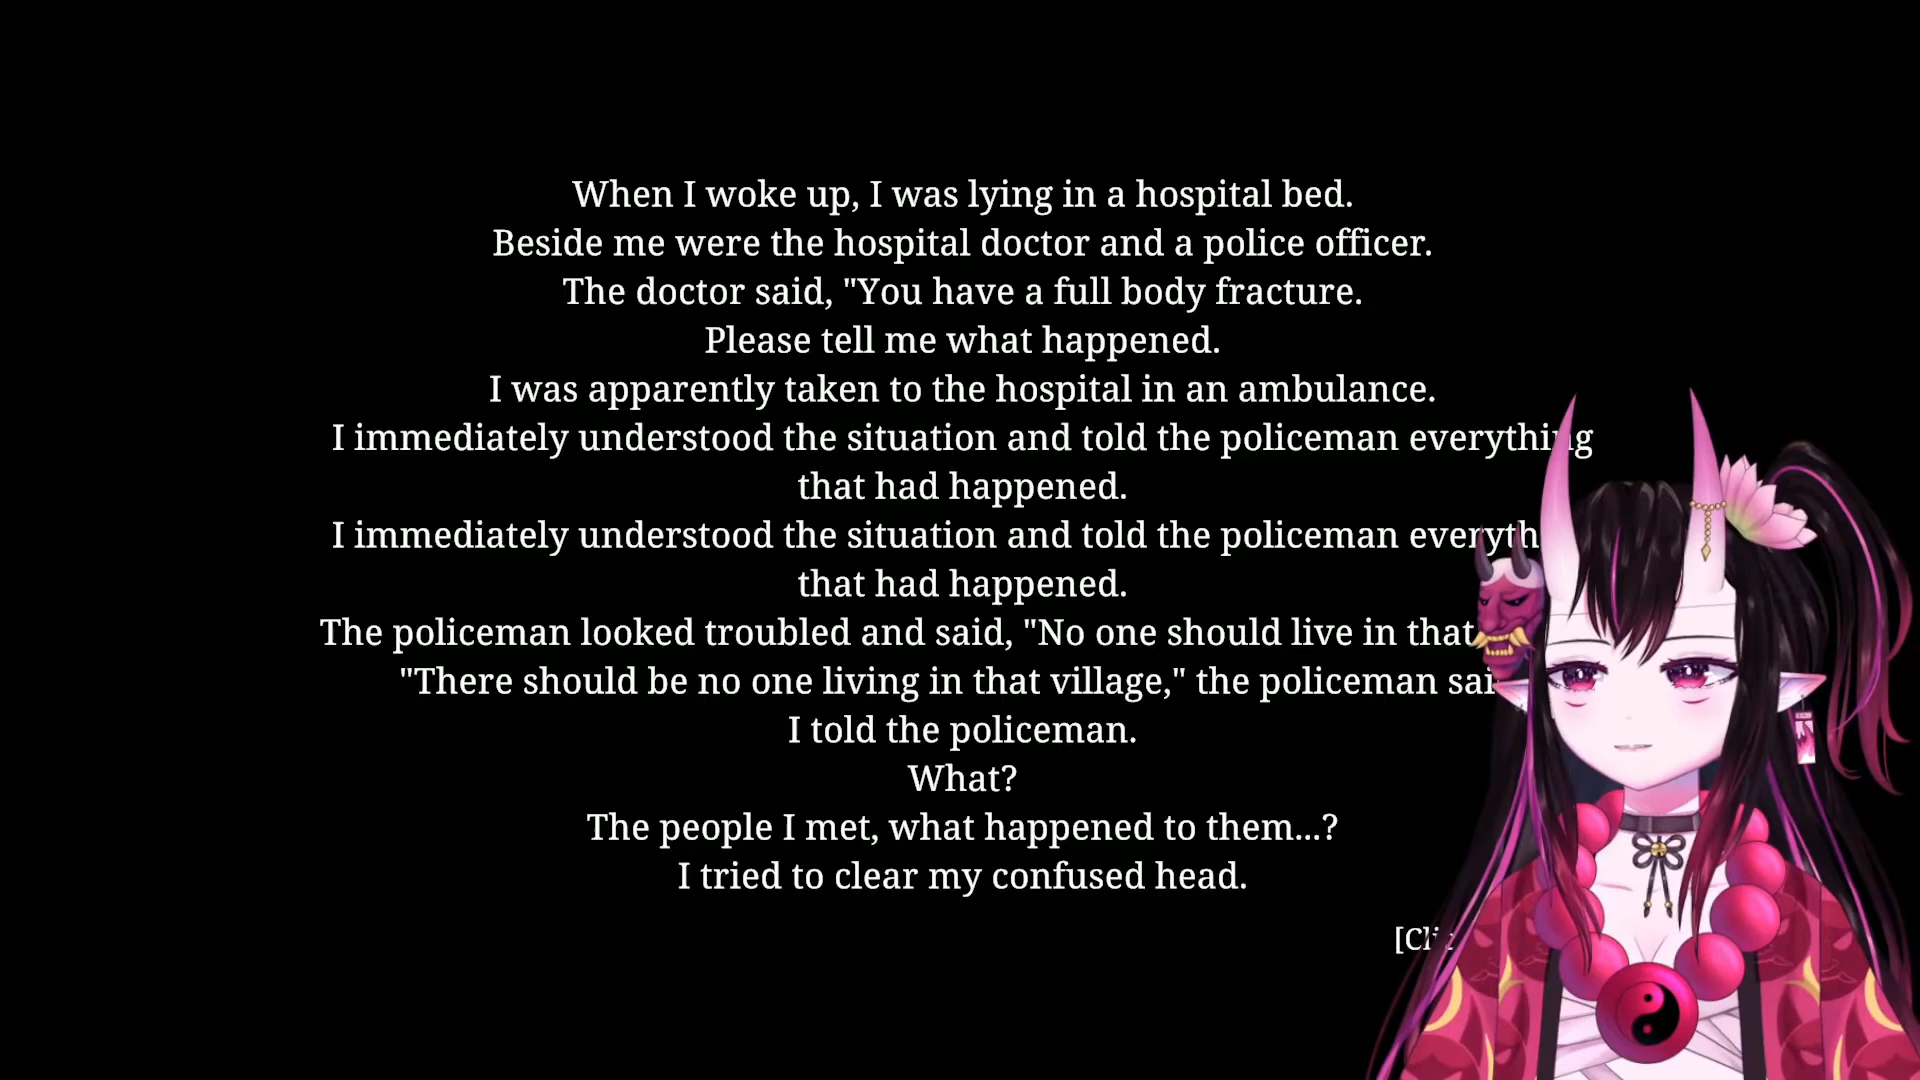 When I woke up, I was lying in a hospital bed.
Beside me were the hospital doctor and a police officer.
The doctor said, "You have a full body fracture.
Please tell me what happened.
I was apparently taken to the hospital in an ambulance.
I immediately understood the situation and told the policeman everything
that had happened.
I immediately understood the situation and told the policeman
that had happened.
The policeman looked troubled and said, "No one should live in that
"There should be no one living in that village," the policeman
I told the policeman.
What?
The people I met, what happened to them...?
I tried to clear my confused head.